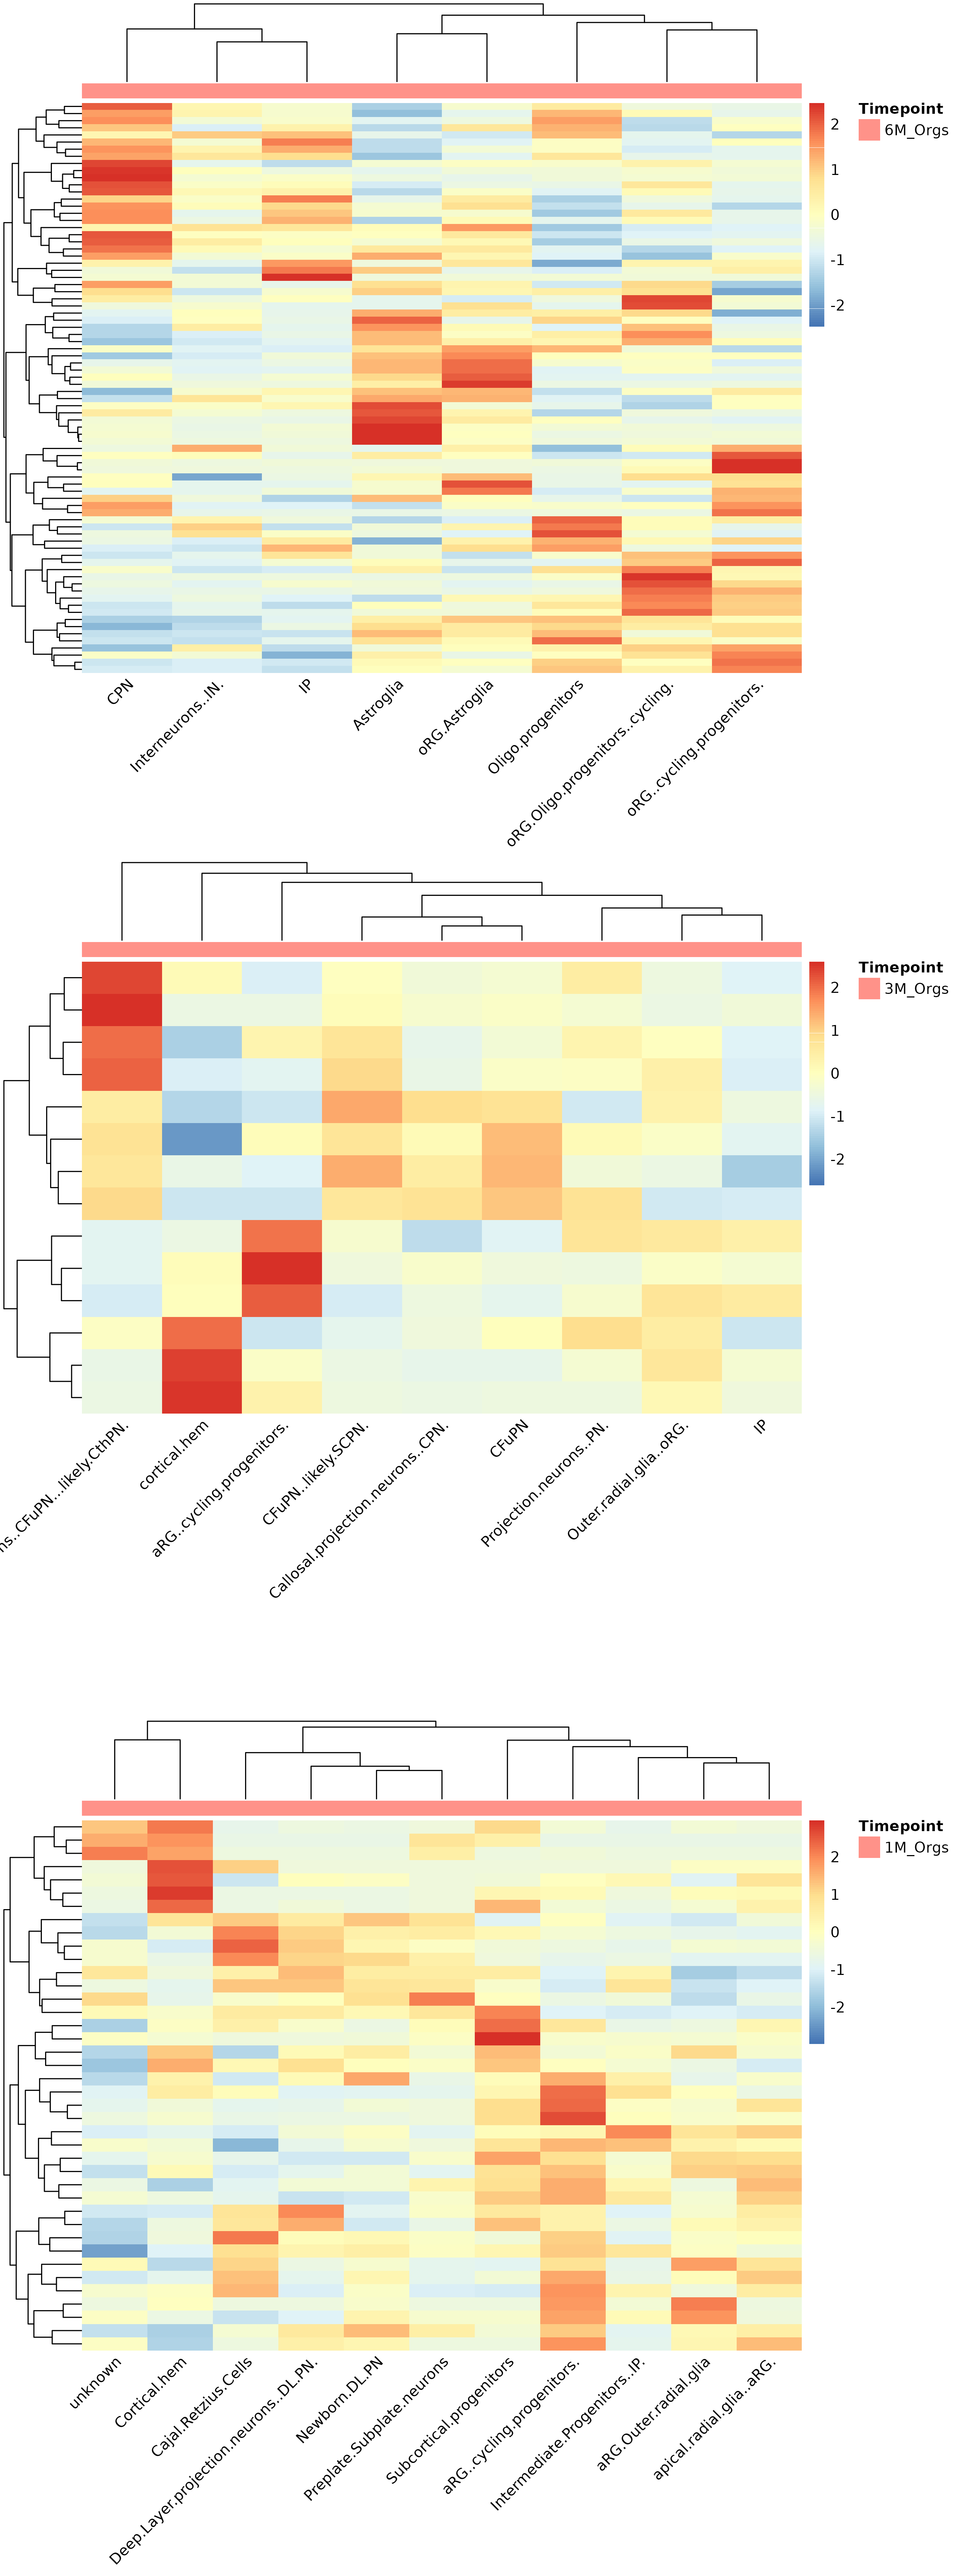 Timepoint
6M_Orgs
2
1
0
-1
-2
CPN
Interneurons..IN.
IP
Astroglia
oRG.Astroglia
Oligo.progenitors
oRG.Oligo.progenitors..cycling.
oRG..cycling.progenitors.
Timepoint
3M_Orgs
2
1
0
-1
-2
ns..CFuPN...likely.CthPN.
cortical.hem
aRG..cycling.progenitors.
CFuPN..likely.SCPN.
Callosal.projection.neurons..CPN.
CFuPN
Projection.neurons..PN.
Outer.radial.glia..oRG.
IP
Timepoint
1M_Orgs
2
1
0
-1
-2
unknown
Cortical.hem
Cajal.Retzius.Cells
Deep.Layer.projection.neurons..DL.PN.
Newborn.DL.PN
Preplate.Subplate.neurons
Subcortical.progenitors
aRG..cycling.progenitors.
Intermediate.Progenitors..IP.
aRG.Outer.radial.glia
apical.radial.glia..aRG.